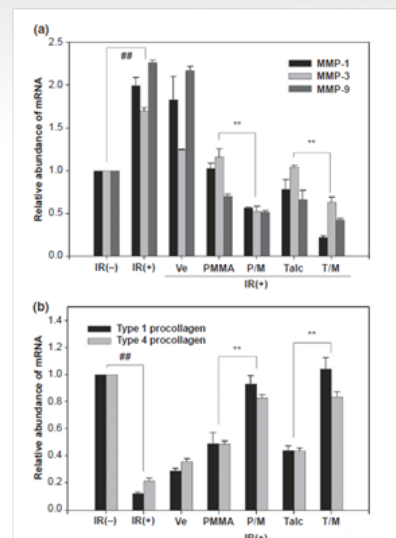 (a)
2.5
2.0
1.5
1.0
0.5
0.0
Relative abundance of mRNA
##
**
**
MMP-1
MMP-3
MMP-9
IR(−) IR(+) Ve PMMA P/M Talc T/M
IR(+)
(b)
1.2
1.0
0.8
0.6
0.4
0.2
0.0
Relative abundance of mRNA
Type 1 procollagen
Type 4 procollagen
##
**
**
IR(−) IR(+) Ve PMMA P/M Talc T/M
IR(+)